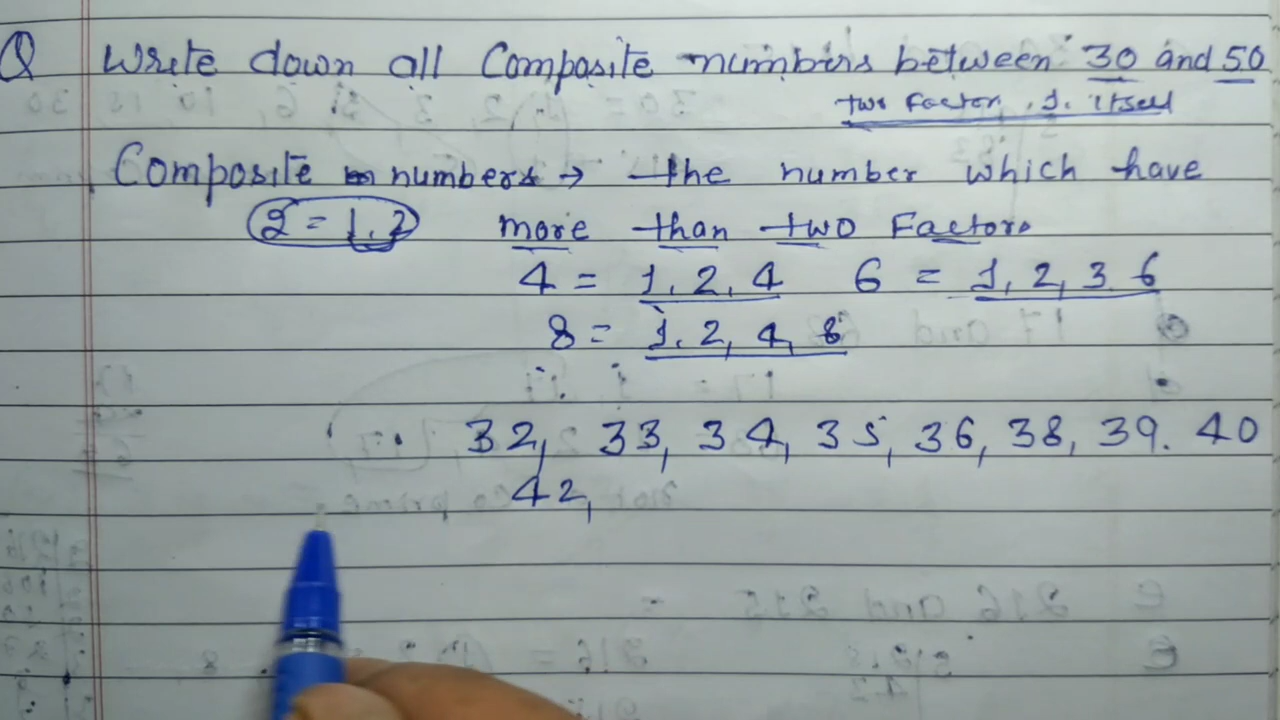 Q Write down all Composite numbers between 30 and 50
two factor, 1. itself
Composite numbers → the number which have
2 = 1, 2 more than two Factors
4 = 1, 2, 4 6 = 1, 2, 3 6
8 = 1, 2, 4, 8
32, 33, 34, 35, 36, 38, 39. 40
42,